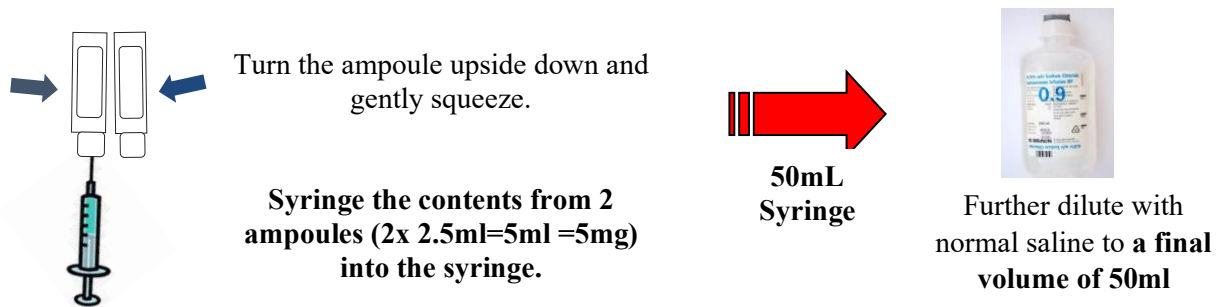 Turn the ampoule upside down and
gently squeeze.
Syringe the contents from 2
ampoules (2x 2.5ml=5ml =5mg)
into the syringe.
50mL
Syringe
0.9
Further dilute with
normal saline to a final
volume of 50ml